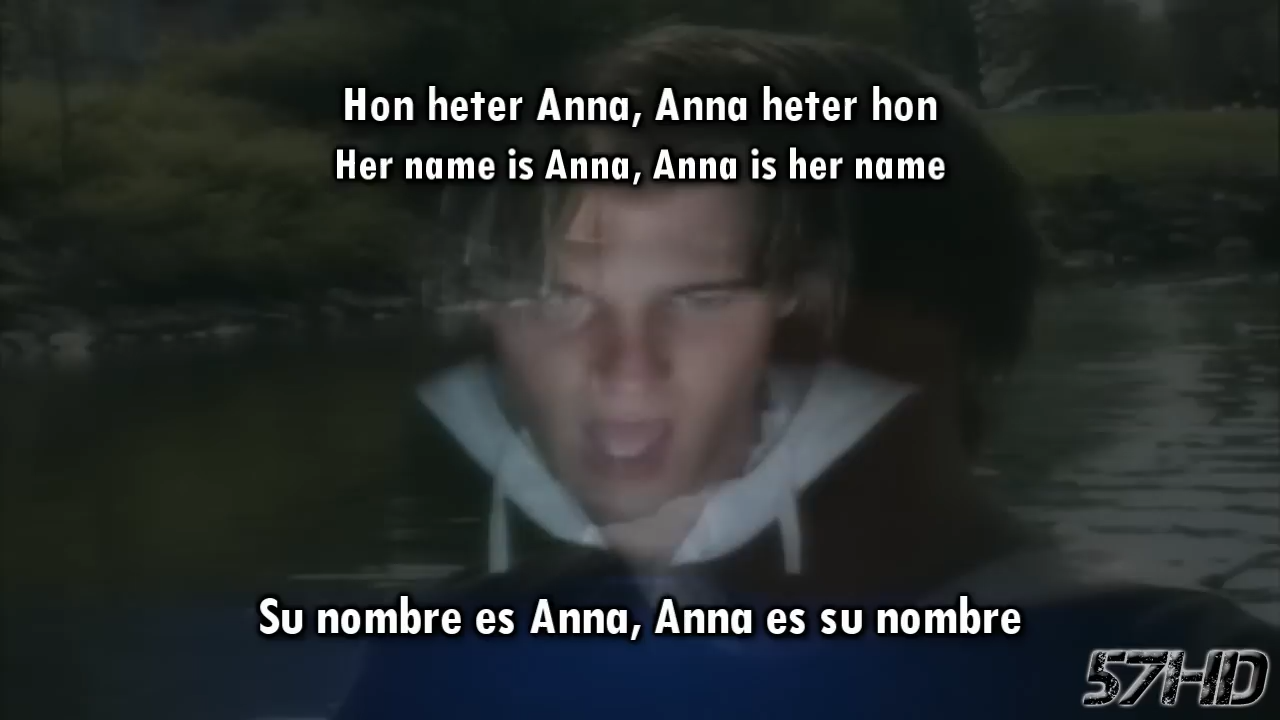 Hon heter Anna, Anna heter hon
Her name is Anna, Anna is her name
Su nombre es Anna, Anna es su nombre
57HD